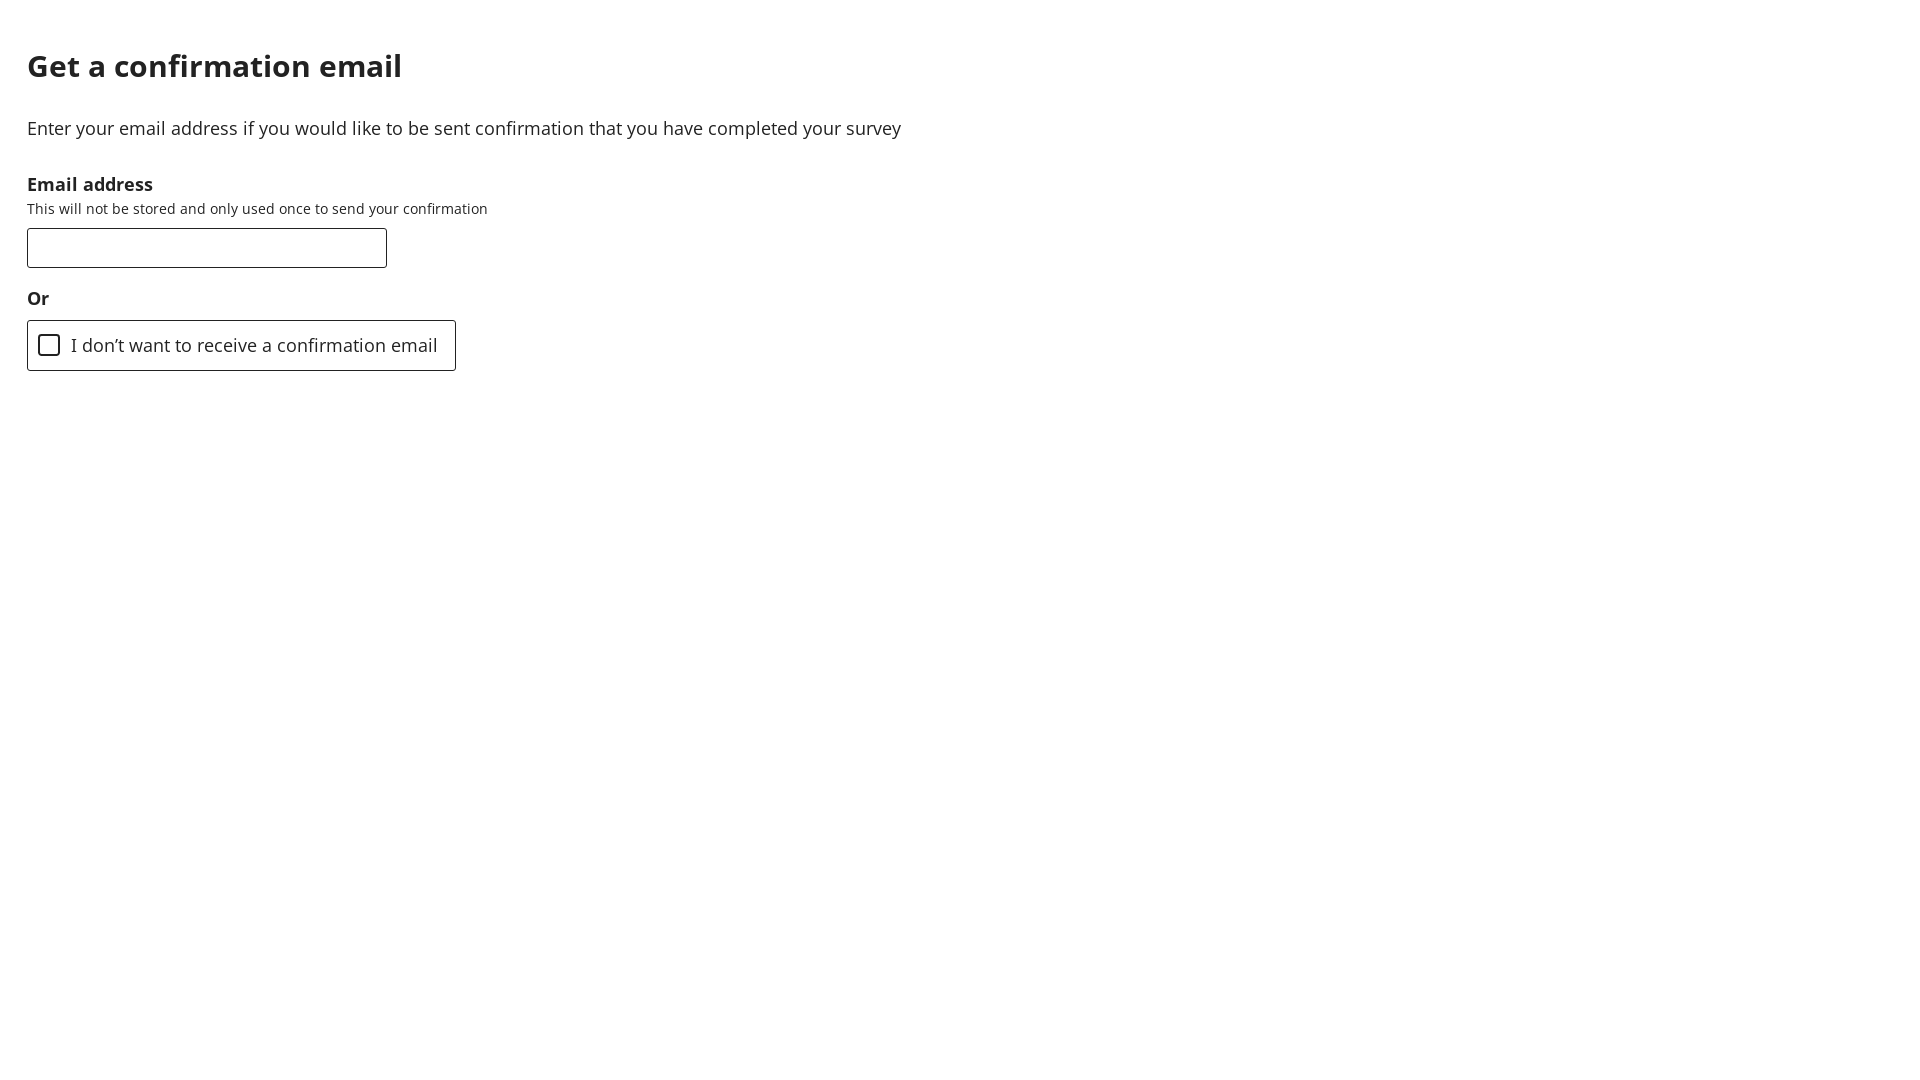 Get a confirmation email
Enter your email address if you would like to be sent confirmation that you have completed your survey
Email address
This will not be stored and only used once to send your confirmation
Or
I don’t want to receive a confirmation email